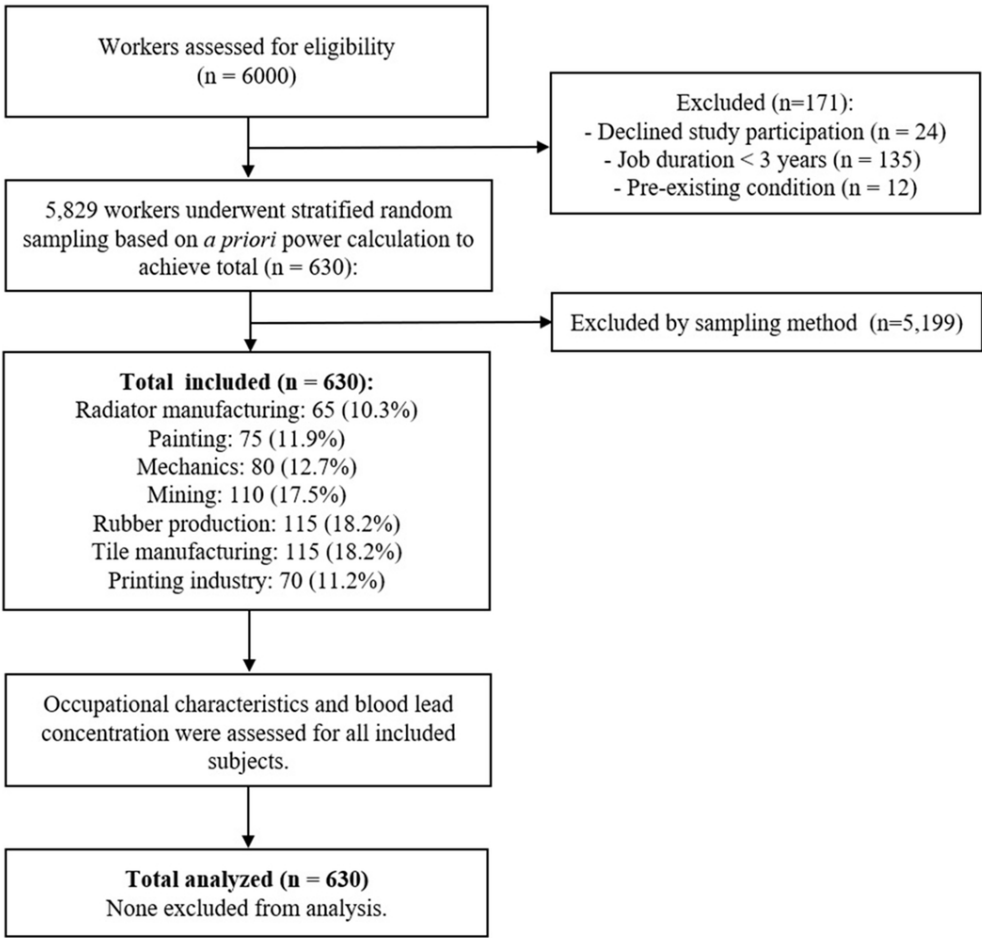 Workers assessed for eligibility
(n = 6000)
Excluded (n=171):
- Declined study participation (n = 24)
- Job duration < 3 years (n = 135)
- Pre-existing condition (n = 12)
5,829 workers underwent stratified random
sampling based on a priori power calculation to
achieve total (n = 630):
Excluded by sampling method (n=5,199)
Total included (n = 630):
Radiator manufacturing: 65 (10.3%)
Painting: 75 (11.9%)
Mechanics: 80 (12.7%)
Mining: 110 (17.5%)
Rubber production: 115 (18.2%)
Tile manufacturing: 115 (18.2%)
Printing industry: 70 (11.2%)
Occupational characteristics and blood lead
concentration were assessed for all included
subjects.
Total analyzed (n = 630)
None excluded from analysis.